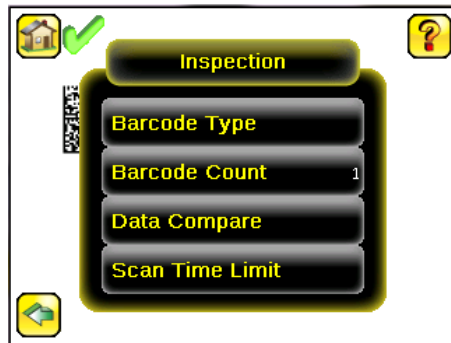 ?
Inspection
Barcode Type
Barcode Count 1
Data Compare
Scan Time Limit